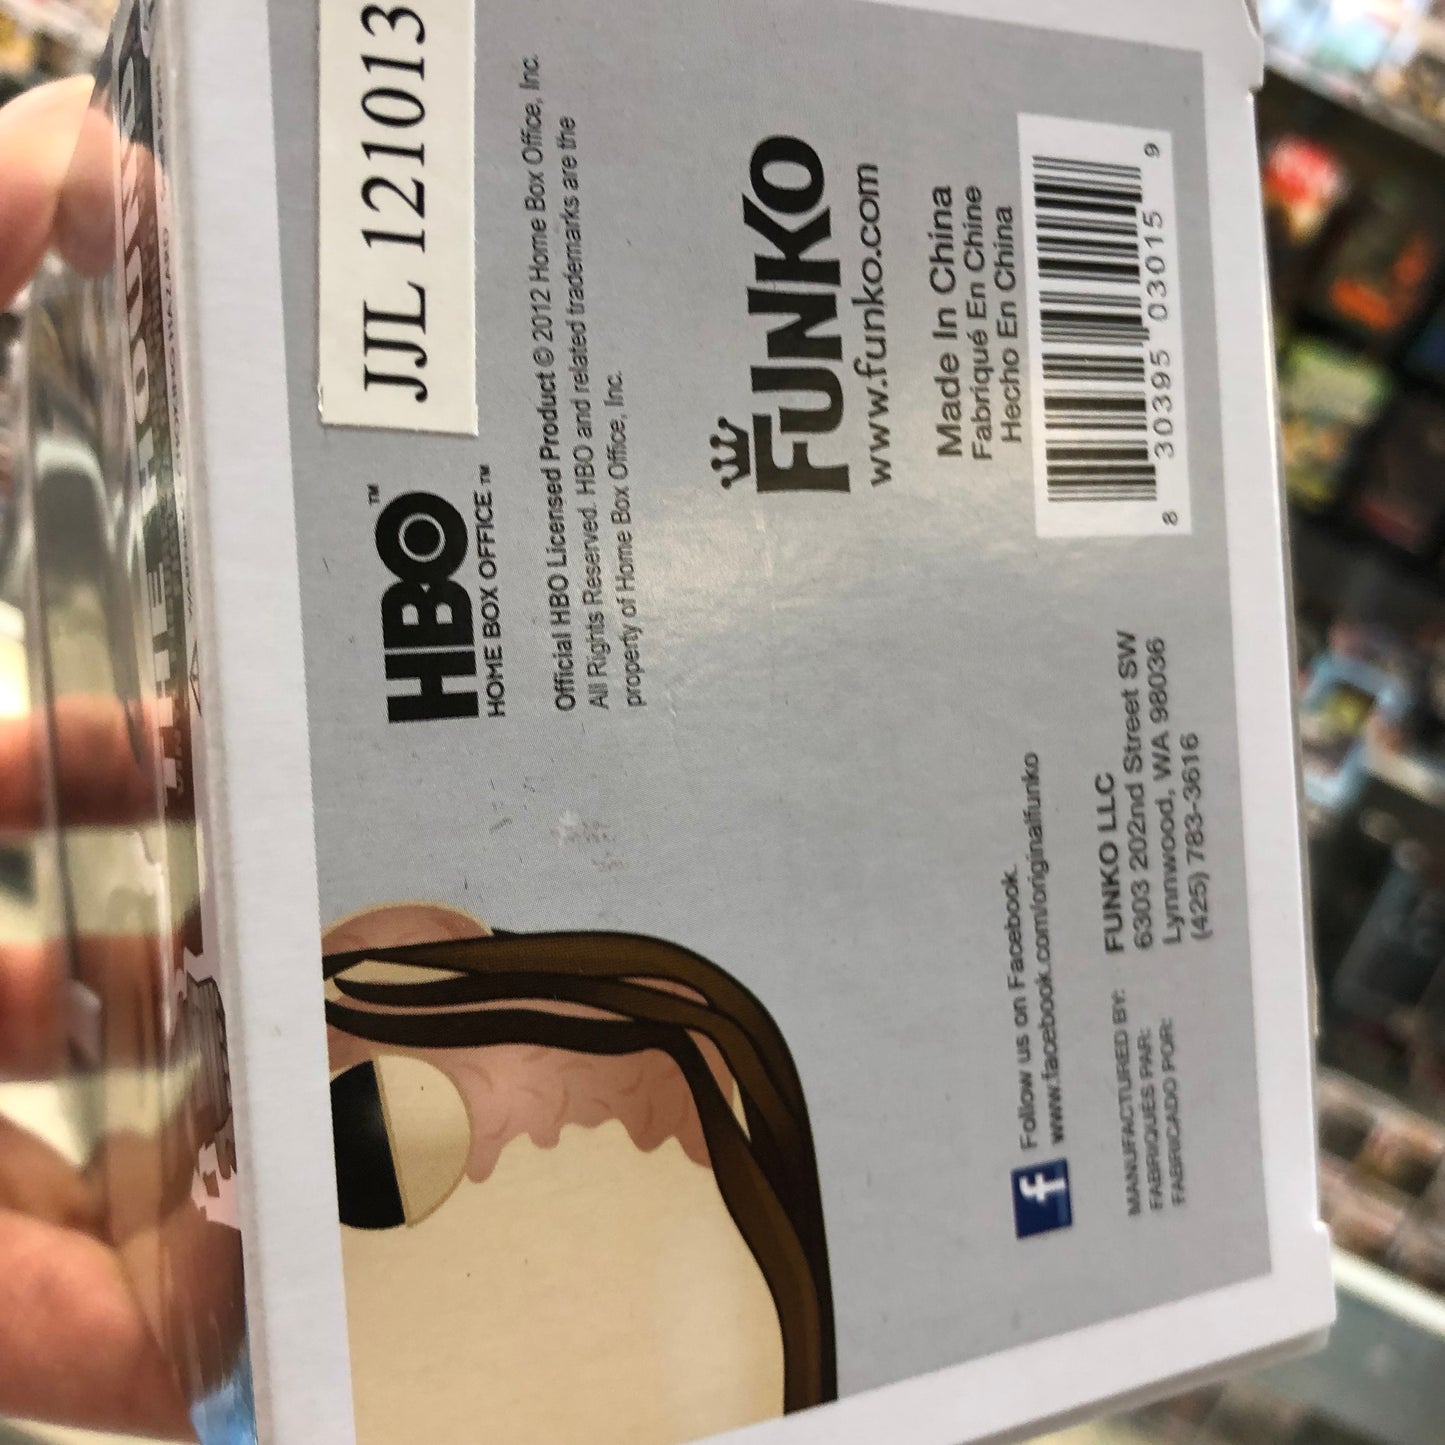 JJL 121013
HBO™
HOME BOX OFFICE™
Official HBO Licensed Product © 2012 Home Box Office, Inc.
All Rights Reserved. HBO and related trademarks are the
property of Home Box Office, Inc.
FUNKO
www.funko.com
Made In China
Fabriqué En Chine
Hecho En China
8 30395 03015 9
f
Follow us on Facebook.
www.facebook.com/originalfunko
MANUFACTURED BY:
FABRIQUÉS PAR:
FABRICADO POR:
FUNKO LLC
6303 202nd Street SW
Lynnwood, WA 98036
(425) 783-3616